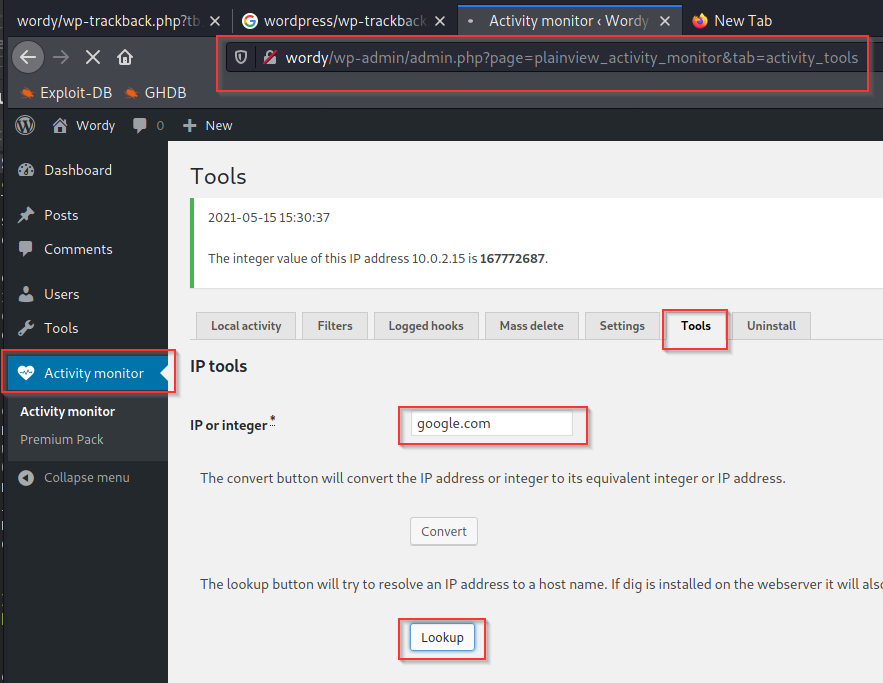 wordy/wp-trackback.php?tb
wordpress/wp-trackback
Activity monitor ‹ Wordy
New Tab
wordy/wp-admin/admin.php?page=plainview_activity_monitor&tab=activity_tools
Exploit-DB GHDB
Wordy 0 New
Dashboard
Posts
Comments
Users
Tools
Activity monitor
Activity monitor
Premium Pack
Collapse menu
Tools
2021-05-15 15:30:37
The integer value of this IP address 10.0.2.15 is 167772687.
Local activity Filters Logged hooks Mass delete Settings Tools Uninstall
IP tools
IP or integer* google.com
The convert button will convert the IP address or integer to its equivalent integer or IP address.
Convert
The lookup button will try to resolve an IP address to a host name. If dig is installed on the webserver it will also
Lookup